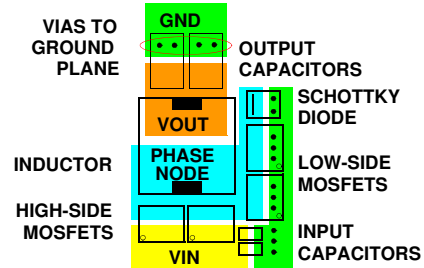 GND
VIAS TO
GROUND
PLANE
OUTPUT
CAPACITORS
SCHOTTKY
DIODE
VOUT
INDUCTOR
PHASE
NODE
LOW-SIDE
MOSFETS
HIGH-SIDE
MOSFETS
INPUT
CAPACITORS
VIN